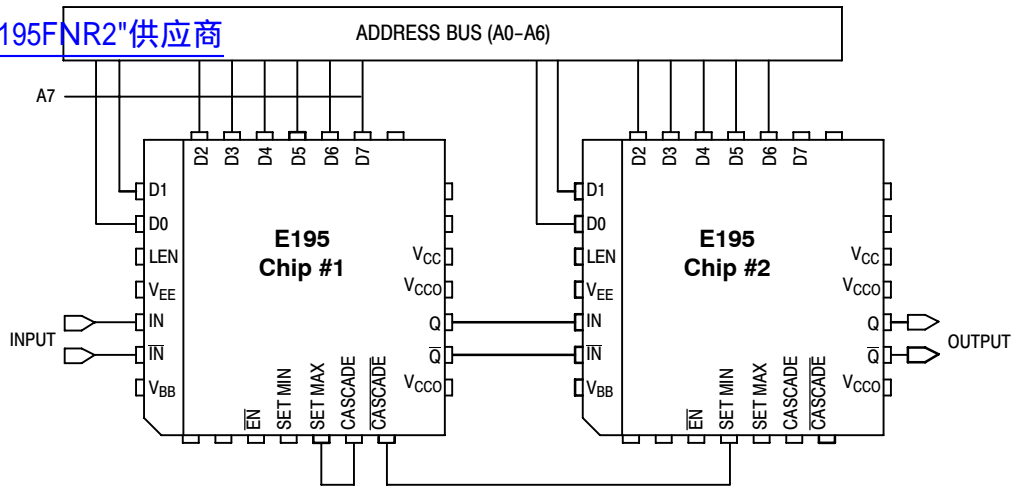 195FNR2"供应商
ADDRESS BUS (A0–A6)
A7
D2 D3 D4 D5 D6 D7
D1
D0
LEN
VEE
IN
IN
VBB
INPUT
E195
Chip #1
VCC
VCCO
Q
Q
VCCO
EN SET MIN SET MAX CASCADE CASCADE
D2 D3 D4 D5 D6 D7
D1
D0
LEN
VEE
IN
IN
VBB
E195
Chip #2
VCC
VCCO
Q
Q
VCCO
OUTPUT
EN SET MIN SET MAX CASCADE CASCADE